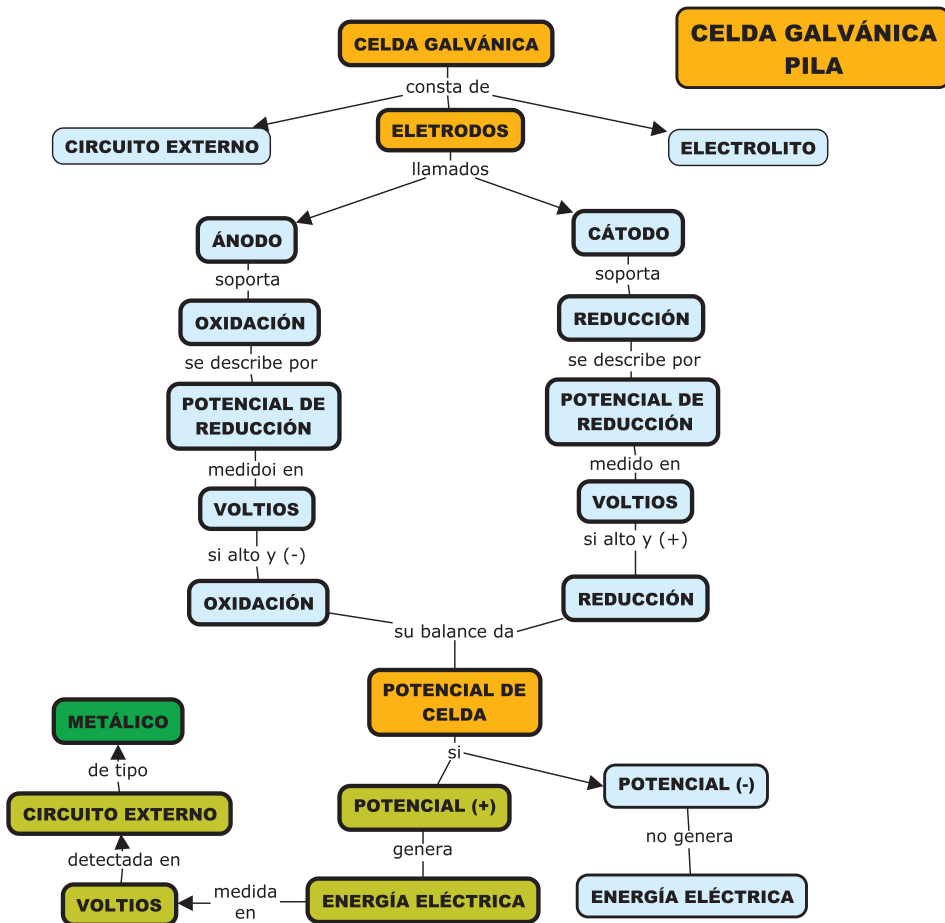 CELDA GALVÁNICA
PILA
CELDA GALVÁNICA
consta de
CIRCUITO EXTERNO
ELETRODOS
ELECTROLITO
llamados
ÁNODO
CÁTODO
soporta
soporta
OXIDACIÓN
REDUCCIÓN
se describe por
se describe por
POTENCIAL DE
REDUCCIÓN
POTENCIAL DE
REDUCCIÓN
medidoi en
medido en
VOLTIOS
VOLTIOS
si alto y (-)
si alto y (+)
OXIDACIÓN
REDUCCIÓN
su balance da
POTENCIAL DE
CELDA
METÁLICO
si
de tipo
POTENCIAL (-)
CIRCUITO EXTERNO
POTENCIAL (+)
no genera
detectada en
genera
VOLTIOS
medida
en
ENERGÍA ELÉCTRICA
ENERGÍA ELÉCTRICA